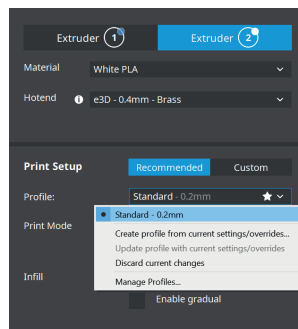 Extruder 1 Extruder 2
Material White PLA
Hotend i e3D - 0.4mm - Brass
Print Setup Recommended Custom
Profile: Standard - 0.2mm
Standard - 0.2mm
Print Mode
Create profile from current settings/overrides...
Update profile with current settings/overrides
Discard current changes
Infill
Manage Profiles...
Enable gradual